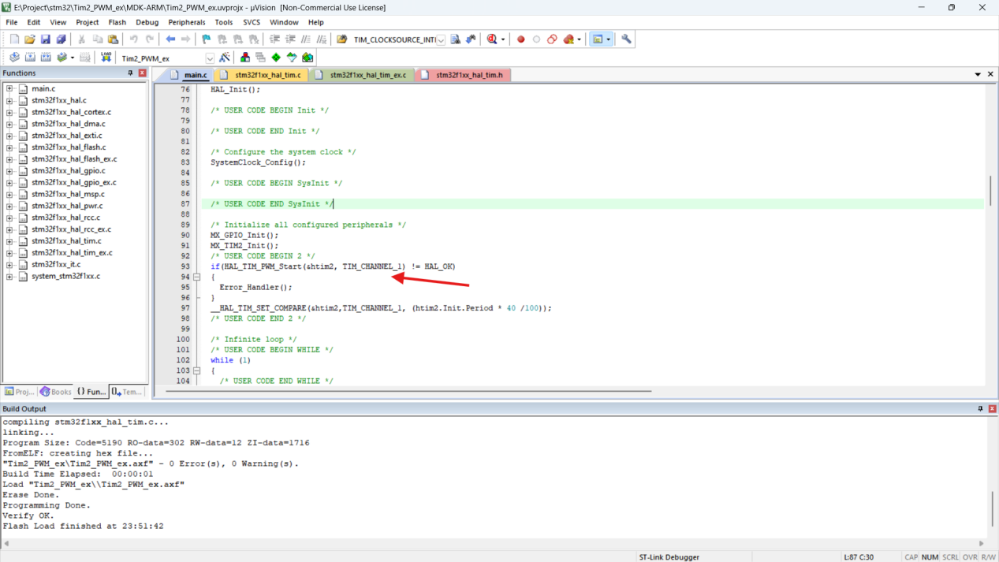 E:\Project\stm32\Tim2_PWM_ex\MDK-ARM\Tim2_PWM_ex.uvprojx - µVision [Non-Commercial Use License]
File Edit View Project Flash Debug Peripherals Tools SVCS Window Help
TIM_CLOCKSOURCE_INTI
LOAD Tim2_PWM_ex
Functions
main.c
stm32f1xx_hal.c
stm32f1xx_hal_cortex.c
stm32f1xx_hal_dma.c
stm32f1xx_hal_exti.c
stm32f1xx_hal_flash.c
stm32f1xx_hal_flash_ex.c
stm32f1xx_hal_gpio.c
stm32f1xx_hal_gpio_ex.c
stm32f1xx_hal_msp.c
stm32f1xx_hal_pwr.c
stm32f1xx_hal_rcc.c
stm32f1xx_hal_rcc_ex.c
stm32f1xx_hal_tim.c
stm32f1xx_hal_tim_ex.c
stm32f1xx_it.c
system_stm32f1xx.c
Proj... Books {} Fun... Tem...
main.c stm32f1xx_hal_tim.c stm32f1xx_hal_tim_ex.c stm32f1xx_hal_tim.h
76 HAL_Init();
77
78 /* USER CODE BEGIN Init */
79
80 /* USER CODE END Init */
81
82 /* Configure the system clock */
83 SystemClock_Config();
84
85 /* USER CODE BEGIN SysInit */
86
87 /* USER CODE END SysInit */
88
89 /* Initialize all configured peripherals */
90 MX_GPIO_Init();
91 MX_TIM2_Init();
92 /* USER CODE BEGIN 2 */
93 if(HAL_TIM_PWM_Start(&htim2, TIM_CHANNEL_1) != HAL_OK)
94 {
95 Error_Handler();
96 }
97 __HAL_TIM_SET_COMPARE(&htim2,TIM_CHANNEL_1, (htim2.Init.Period * 40 /100));
98 /* USER CODE END 2 */
99
100 /* Infinite loop */
101 /* USER CODE BEGIN WHILE */
102 while (1)
103 {
104 /* USER CODE END WHILE */
Build Output
compiling stm32f1xx_hal_tim.c...
linking...
Program Size: Code=5190 RO-data=302 RW-data=12 ZI-data=1716
FromELF: creating hex file...
"Tim2_PWM_ex\Tim2_PWM_ex.axf" - 0 Error(s), 0 Warning(s).
Build Time Elapsed: 00:00:01
Load "Tim2_PWM_ex\\Tim2_PWM_ex.axf"
Erase Done.
Programming Done.
Verify OK.
Flash Load finished at 23:51:42
ST-Link Debugger L:87 C:30 CAP NUM SCRL OVR R/W